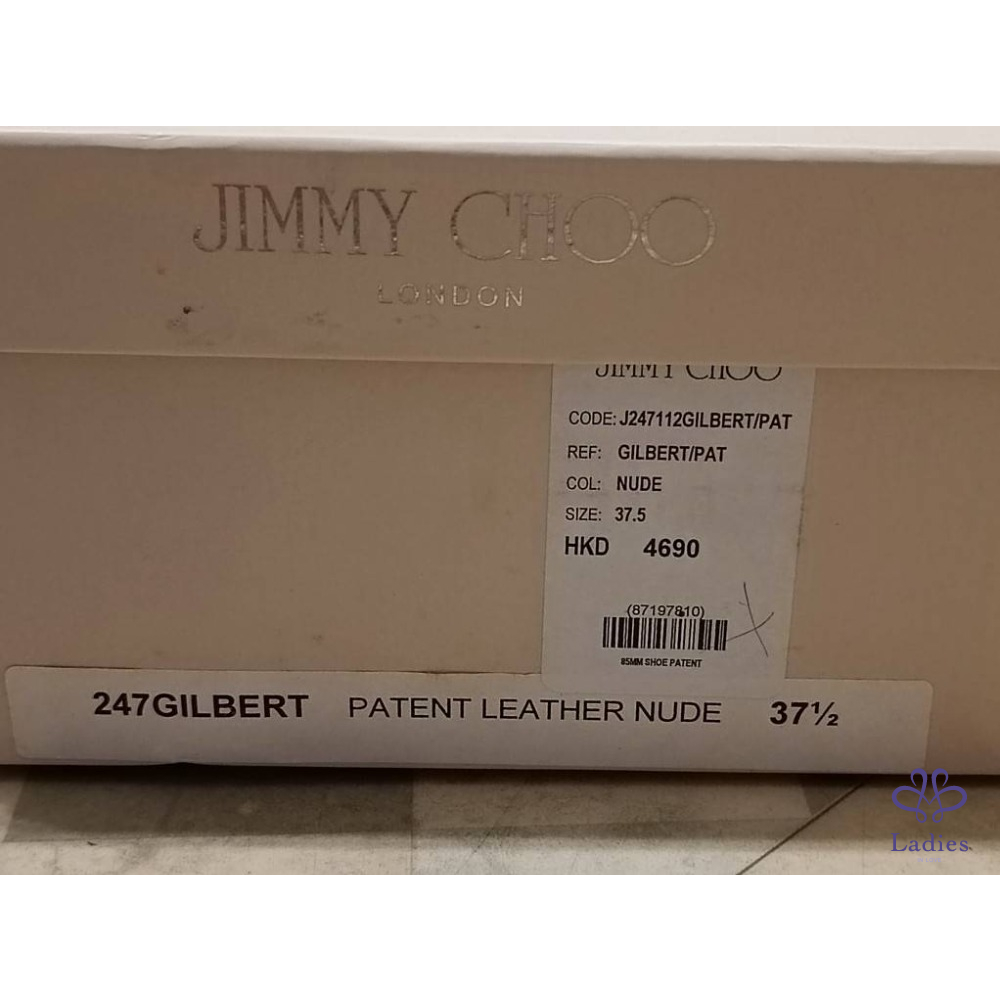 JIMMY CHOO
LONDON
JIMMY CHOO
CODE: J247112GILBERT/PAT
REF: GILBERT/PAT
COL: NUDE
SIZE: 37.5
HKD 4690
(87197810)
85MM SHOE PATENT
247GILBERT PATENT LEATHER NUDE 37½
Ladies